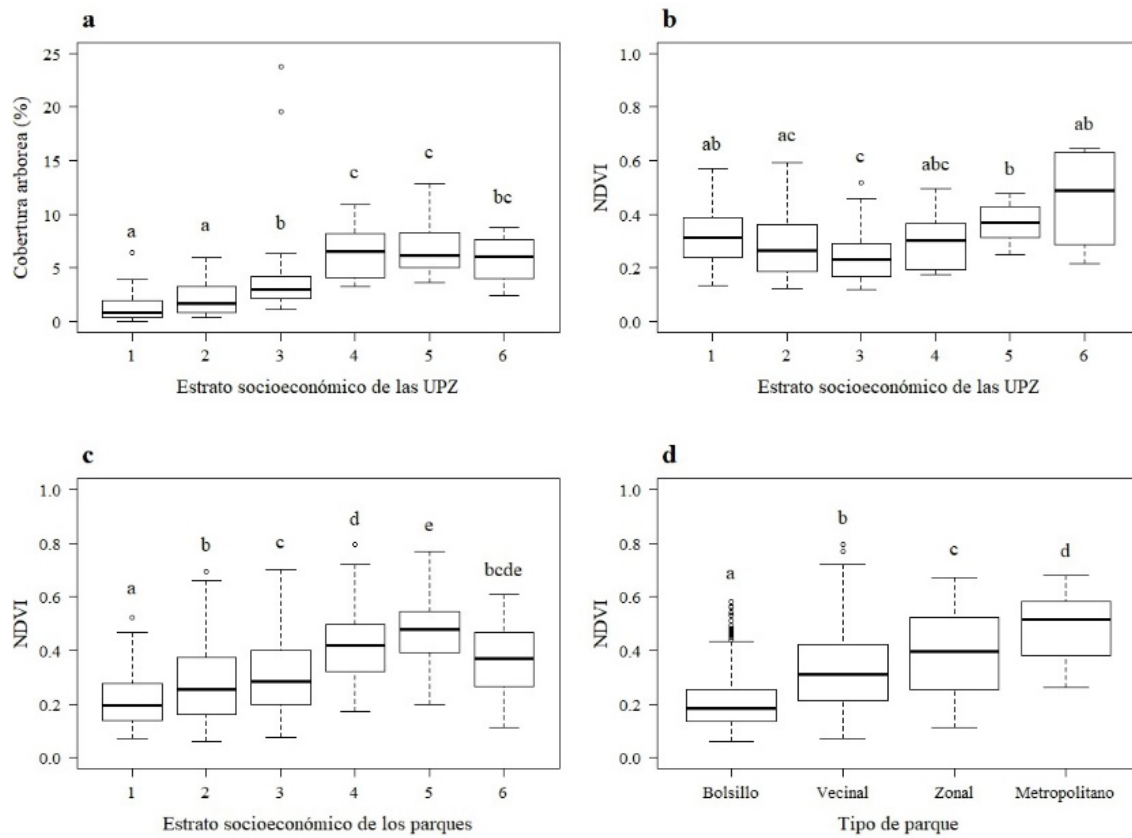 a
Cobertura arborea (%)
25
20
15
10
5
0
a
a
b
c
c
bc
1 2 3 4 5 6
Estrato socioeconómico de las UPZ
b
NDVI
1.0
0.8
0.6
0.4
0.2
0.0
ab
ac
c
abc
b
ab
1 2 3 4 5 6
Estrato socioeconómico de las UPZ
c
NDVI
1.0
0.8
0.6
0.4
0.2
0.0
a
b
c
d
e
bcde
1 2 3 4 5 6
Estrato socioeconómico de los parques
d
NDVI
1.0
0.8
0.6
0.4
0.2
0.0
a
b
c
d
Bolsillo Vecinal Zonal Metropolitano
Tipo de parque